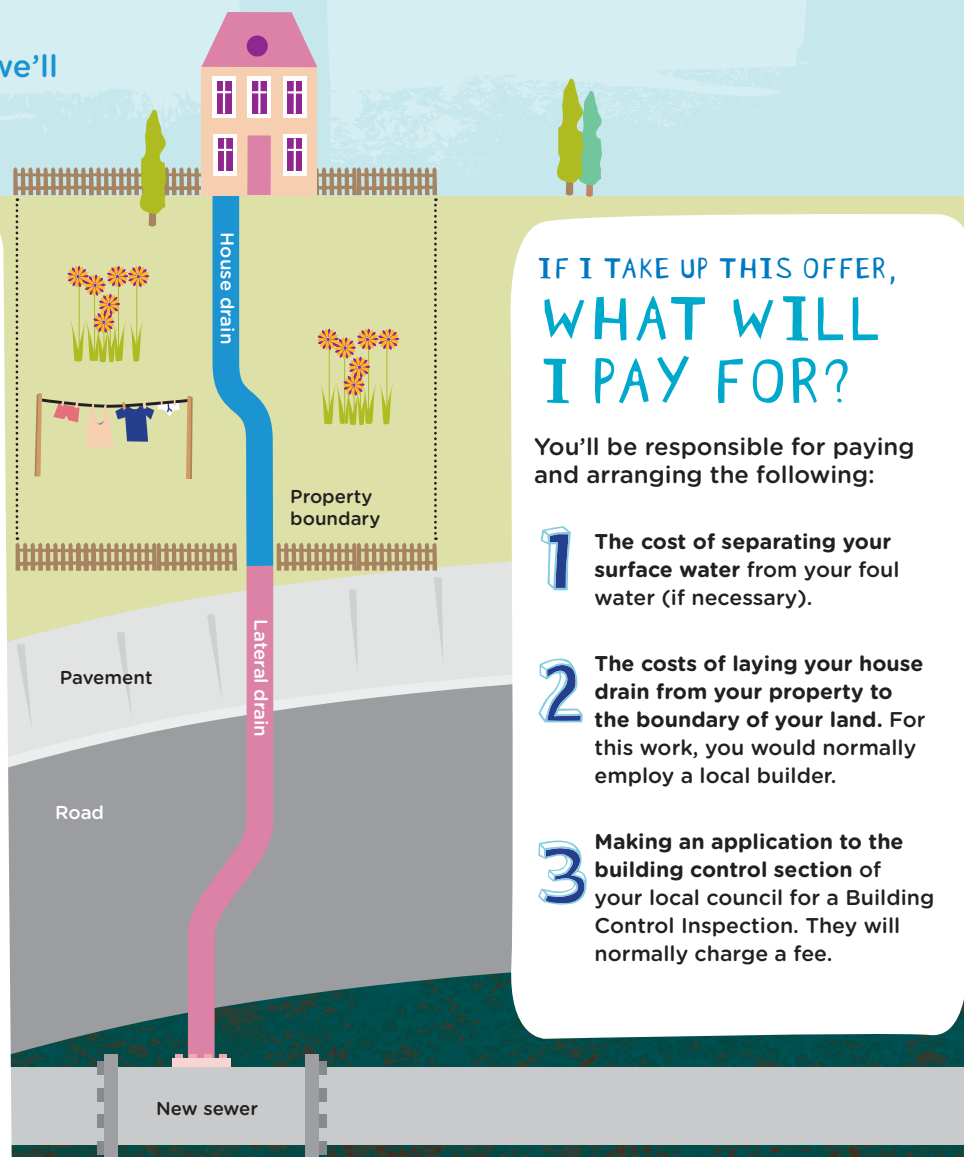 we'll
House drain
Property
boundary
Lateral drain
Pavement
Road
New sewer
IF I TAKE UP THIS OFFER,
WHAT WILL
I PAY FOR?
You'll be responsible for paying
and arranging the following:
1
The cost of separating your
surface water from your foul
water (if necessary).
2
The costs of laying your house
drain from your property to
the boundary of your land. For
this work, you would normally
employ a local builder.
3
Making an application to the
building control section of
your local council for a Building
Control Inspection. They will
normally charge a fee.